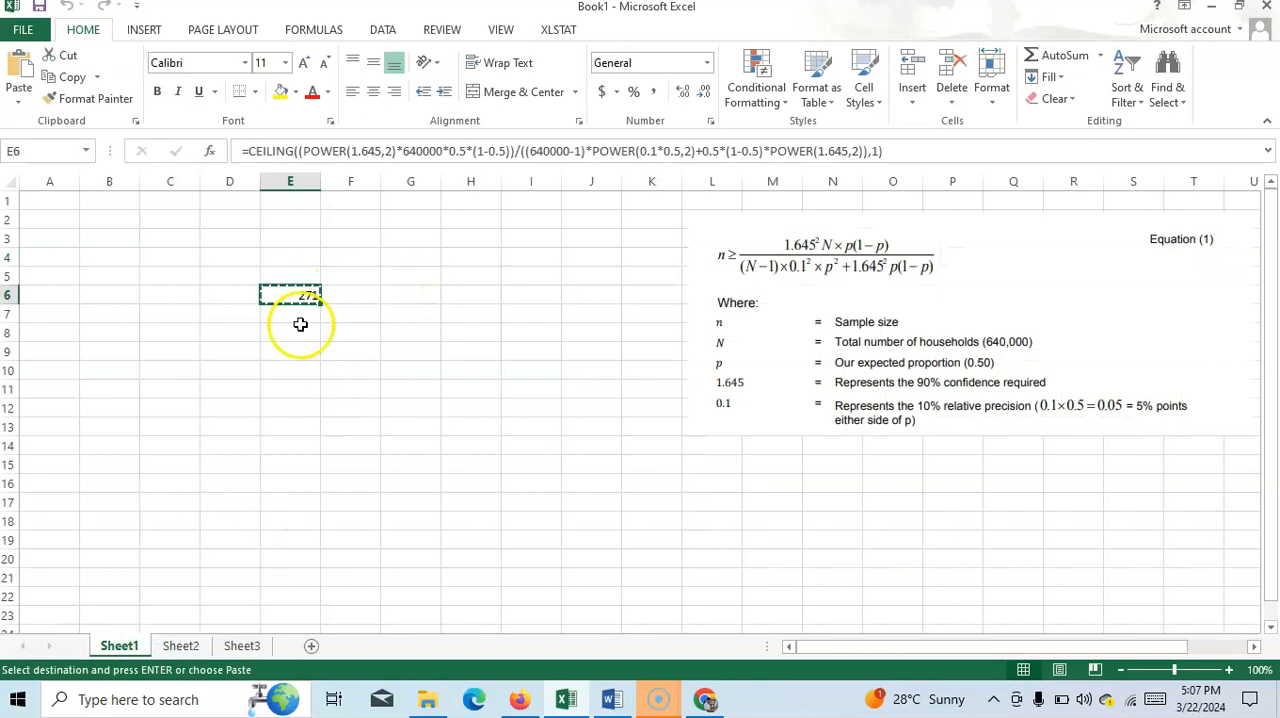 Book1 - Microsoft Excel
?
FILE HOME INSERT PAGE LAYOUT FORMULAS DATA REVIEW VIEW XLSTAT Microsoft account
Cut
Copy
Format Painter
Paste
Clipboard
Calibri 11 A A
B I U A
Font
Wrap Text
Merge & Center
Alignment
General
$ % ,
Number
Conditional Formatting
Format as Table
Cell Styles
Styles
Insert Delete Format
Cells
AutoSum
Fill
Clear
Sort & Filter
Find & Select
Editing
E6 fx =CEILING((POWER(1.645,2)*640000*0.5*(1-0.5))/((640000-1)*POWER(0.1*0.5,2)+0.5*(1-0.5)*POWER(1.645,2)),1)
A B C D E F G H I J K L M N O P Q R S T U
1
2
3
4
5
6 271
7
8
9
10
11
12
13
14
15
16
17
18
19
20
21
22
23
n ≥ 1.645² N × p(1 − p) / (N − 1) × 0.1² × p² + 1.645² p(1 − p) Equation (1)
Where:
n = Sample size
N = Total number of households (640,000)
p = Our expected proportion (0.50)
1.645 = Represents the 90% confidence required
0.1 = Represents the 10% relative precision ( 0.1×0.5 = 0.05 = 5% points
either side of p)
Sheet1 Sheet2 Sheet3
Select destination and press ENTER or choose Paste 100%
Type here to search 28°C Sunny 5:07 PM
3/22/2024